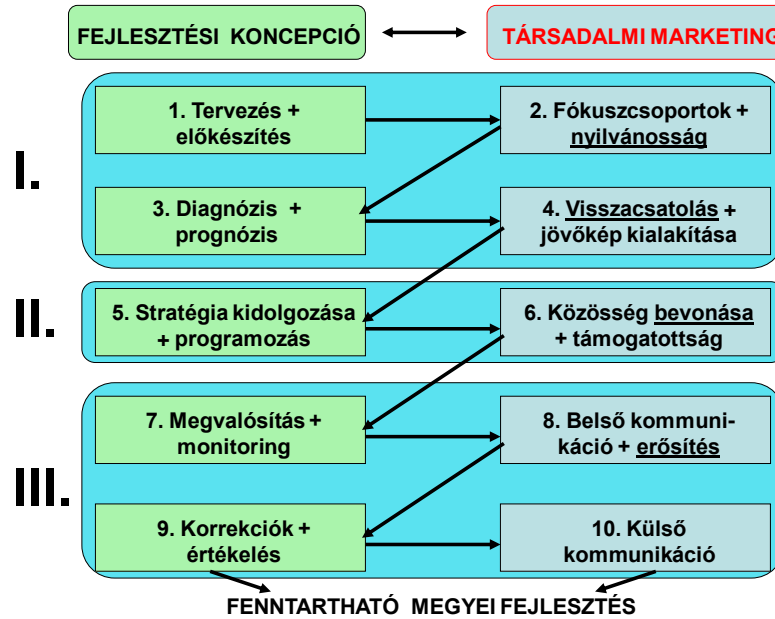 FEJLESZTÉSI KONCEPCIÓ
TÁRSADALMI MARKETING
I.
1. Tervezés +
előkészítés
2. Fókuszcsoportok +
nyilvánosság
3. Diagnózis +
prognózis
4. Visszacsatolás +
jövőkép kialakítása
II.
5. Stratégia kidolgozása
+ programozás
6. Közösség bevonása
+ támogatottság
III.
7. Megvalósítás +
monitoring
8. Belső kommuni-
káció + erősítés
9. Korrekciók +
értékelés
10. Külső
kommunikáció
FENNTARTHATÓ MEGYEI FEJLESZTÉS